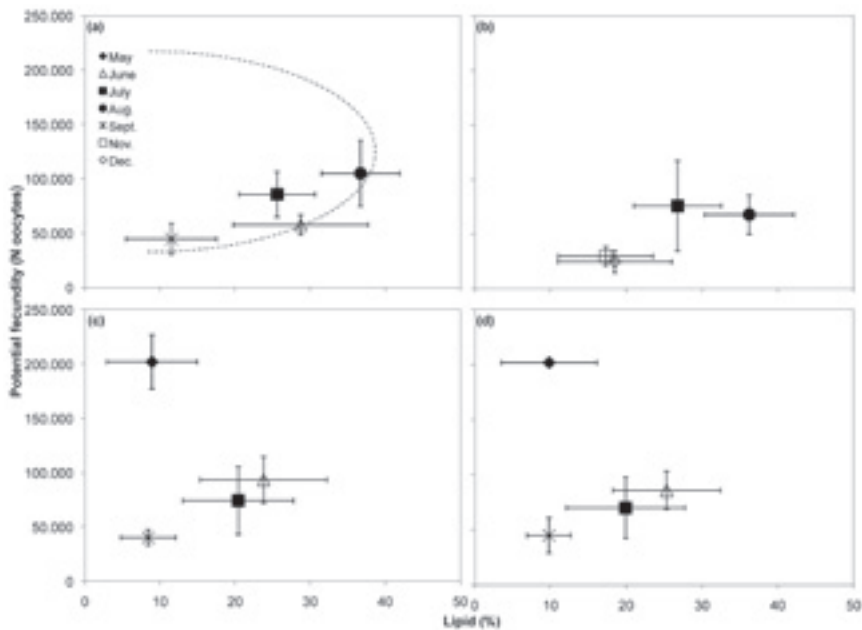 250.000
(a)
(b)
May
June
July
Aug.
Sept.
Nov.
Dec.
200.000
150.000
100.000
50.000
0
250.000
(c)
(d)
200.000
150.000
100.000
50.000
0
0 10 20 30 40 50
10 20 30 40 50
Potential fecundity (N oocytes)
Lipid (%)